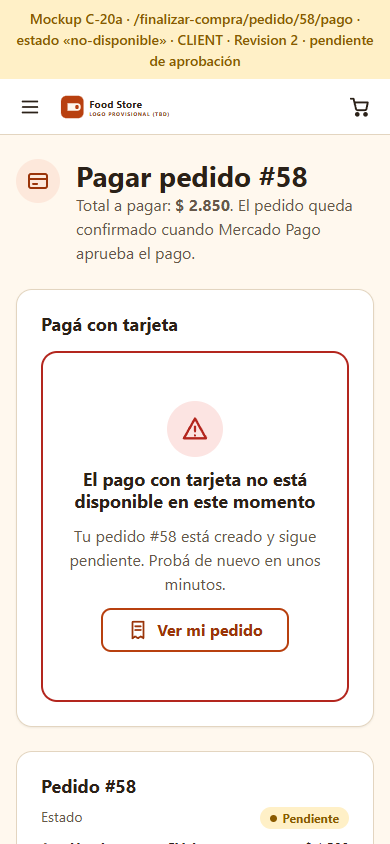 Mockup C-20a · /finalizar-compra/pedido/58/pago ·
estado «no-disponible» · CLIENT · Revision 2 · pendiente
de aprobación
Food Store
LOGO PROVISIONAL (TBD)
Pagar pedido #58
Total a pagar: $ 2.850. El pedido queda
confirmado cuando Mercado Pago
aprueba el pago.
Pagá con tarjeta
El pago con tarjeta no está
disponible en este momento
Tu pedido #58 está creado y sigue
pendiente. Probá de nuevo en unos
minutos.
Ver mi pedido
Pedido #58
Estado
Pendiente